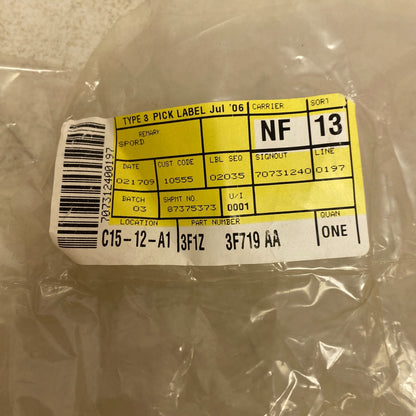 TYPE 3 PICK LABEL Jul '06 CARRIER SORT
REMARK
SPORD
NF 13
DATE CUST CODE LBL SEQ SIGNOUT LINE
021709 10555 02035 70731240 0197
BATCH SHPMT NO U/I
03 87375373 0001
LOCATION PART NUMBER QUAN
C15-12-A1 3F1Z 3F719 AA ONE
707312400197